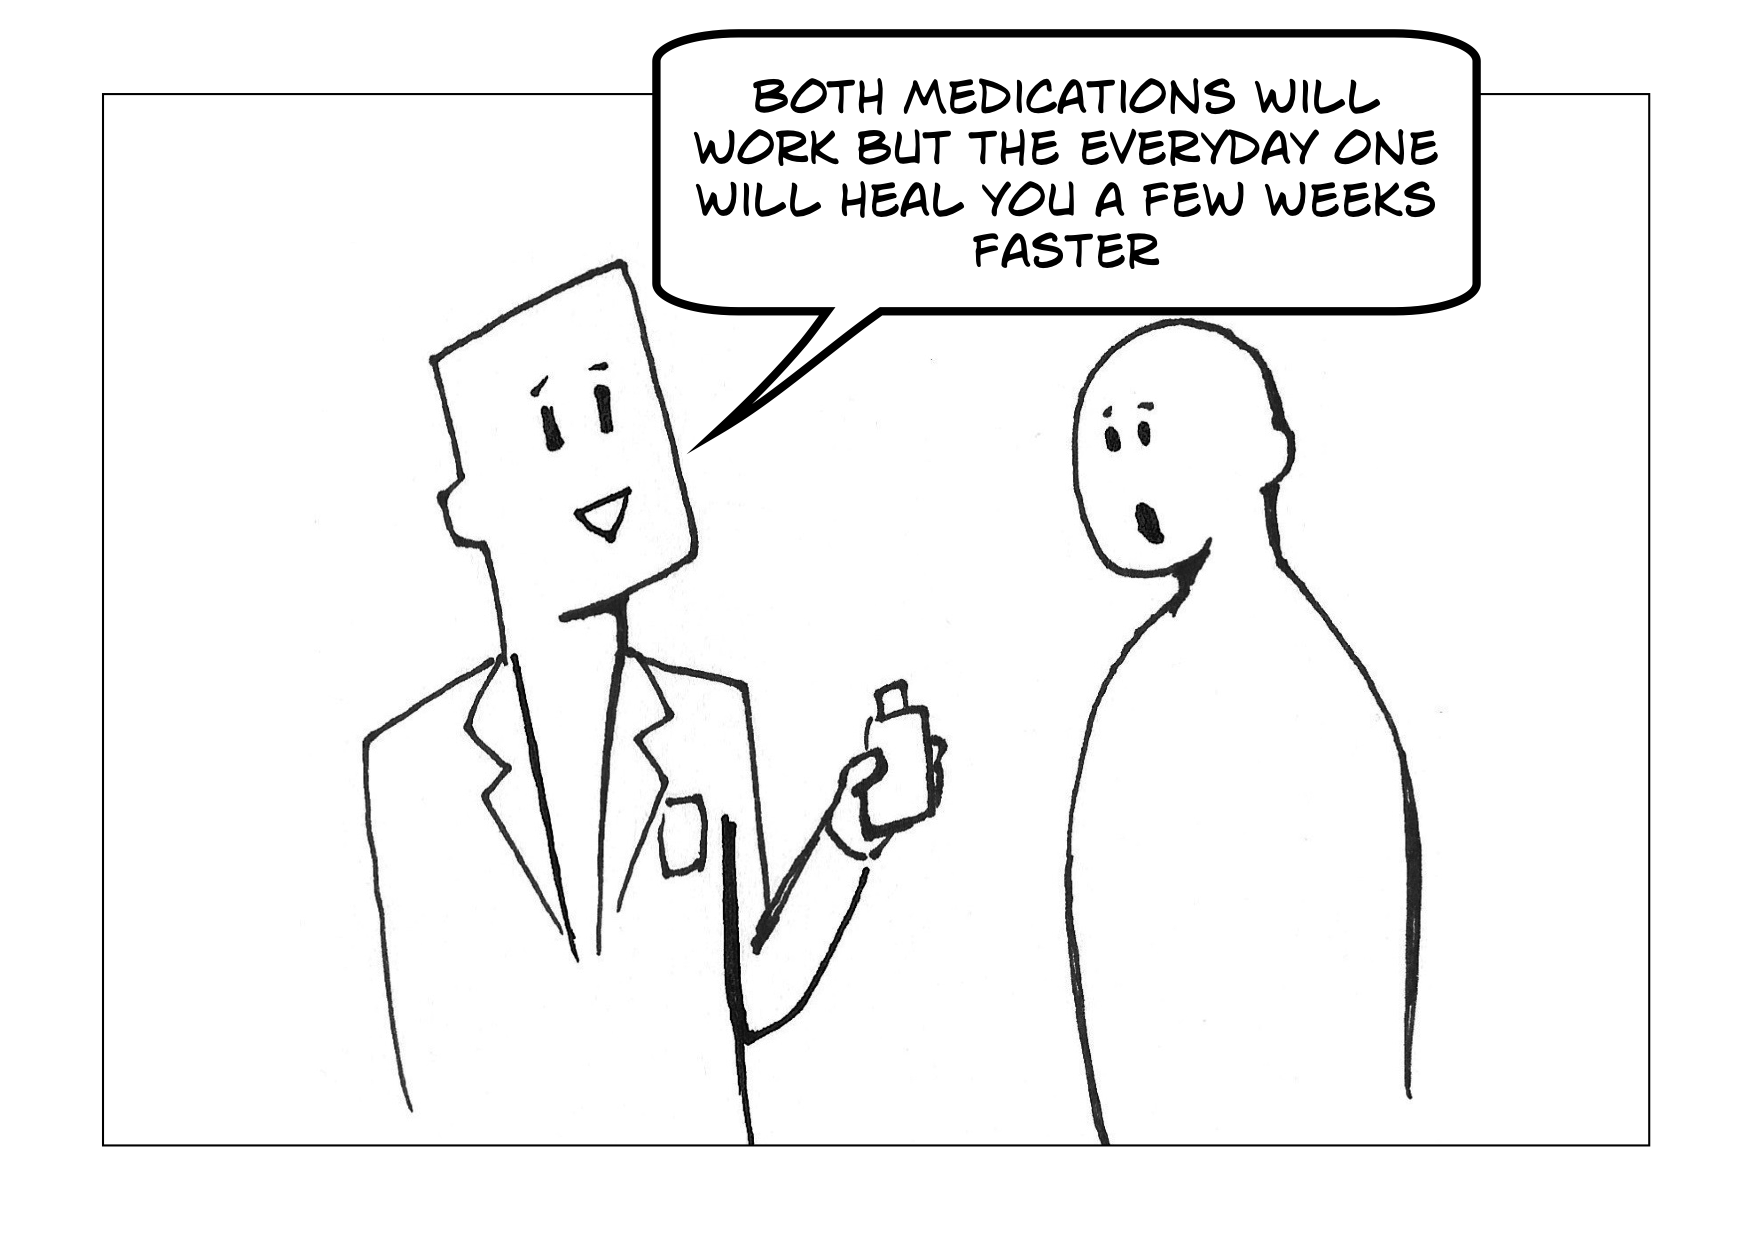 BOTH MEDICATIONS WILL
WORK BUT THE EVERYDAY ONE
WILL HEAL YOU A FEW WEEKS
FASTER